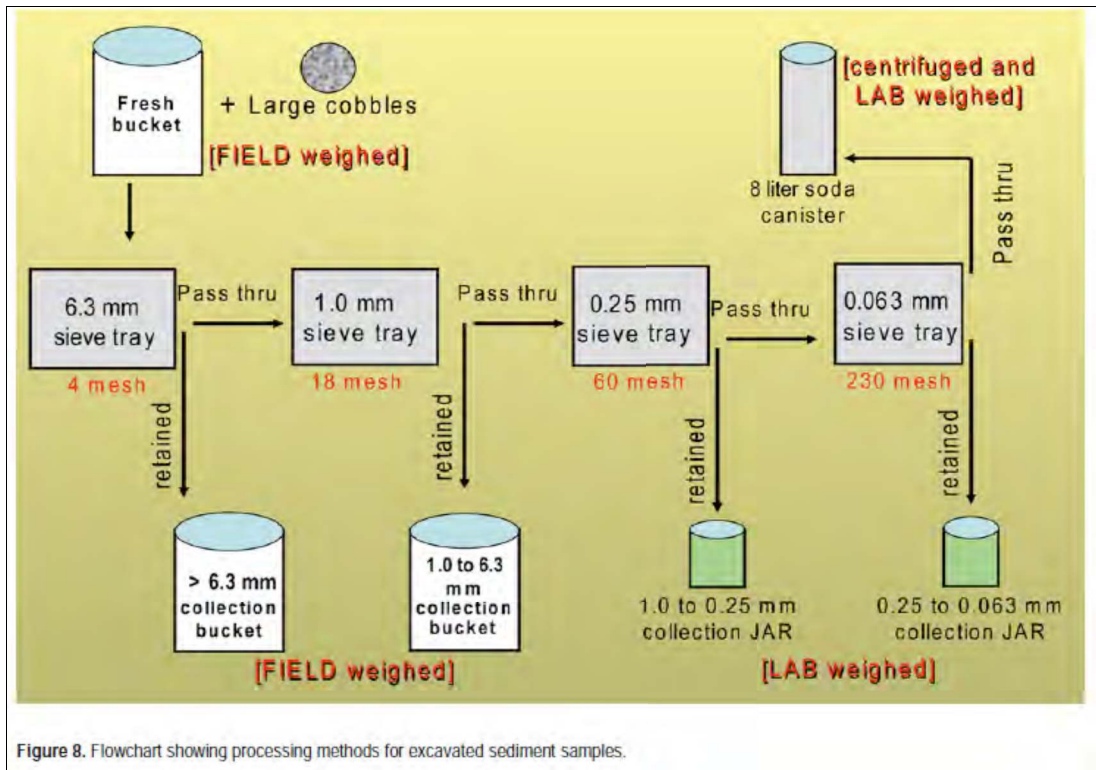 Fresh
bucket
+ Large cobbles
[FIELD weighed]
[centrifuged and
LAB weighed]
8 liter soda
canister
Pass thru
6.3 mm
sieve tray
4 mesh
Pass thru
retained
1.0 mm
sieve tray
18 mesh
Pass thru
retained
0.25 mm
sieve tray
60 mesh
Pass thru
retained
0.063 mm
sieve tray
230 mesh
retained
> 6.3 mm
collection
bucket
1.0 to 6.3
mm
collection
bucket
[FIELD weighed]
1.0 to 0.25 mm
collection JAR
0.25 to 0.063 mm
collection JAR
[LAB weighed]
Figure 8. Flowchart showing processing methods for excavated sediment samples.